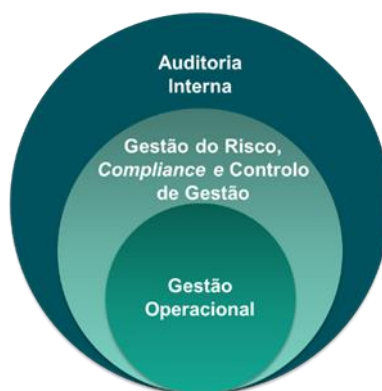 Auditoria
Interna
Gestão do Risco,
Compliance e Controlo
de Gestão
Gestão
Operacional